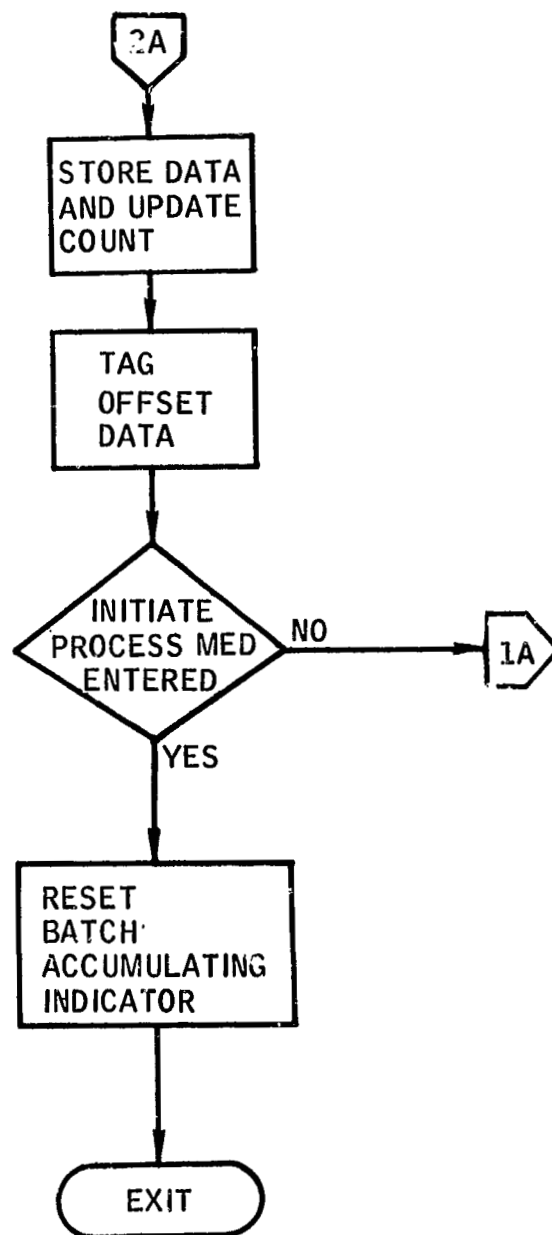 2A
STORE DATA
AND UPDATE
COUNT
TAG
OFFSET
DATA
INITIATE
PROCESS MED
ENTERED
NO
1A
YES
RESET
BATCH
ACCUMULATING
INDICATOR
EXIT